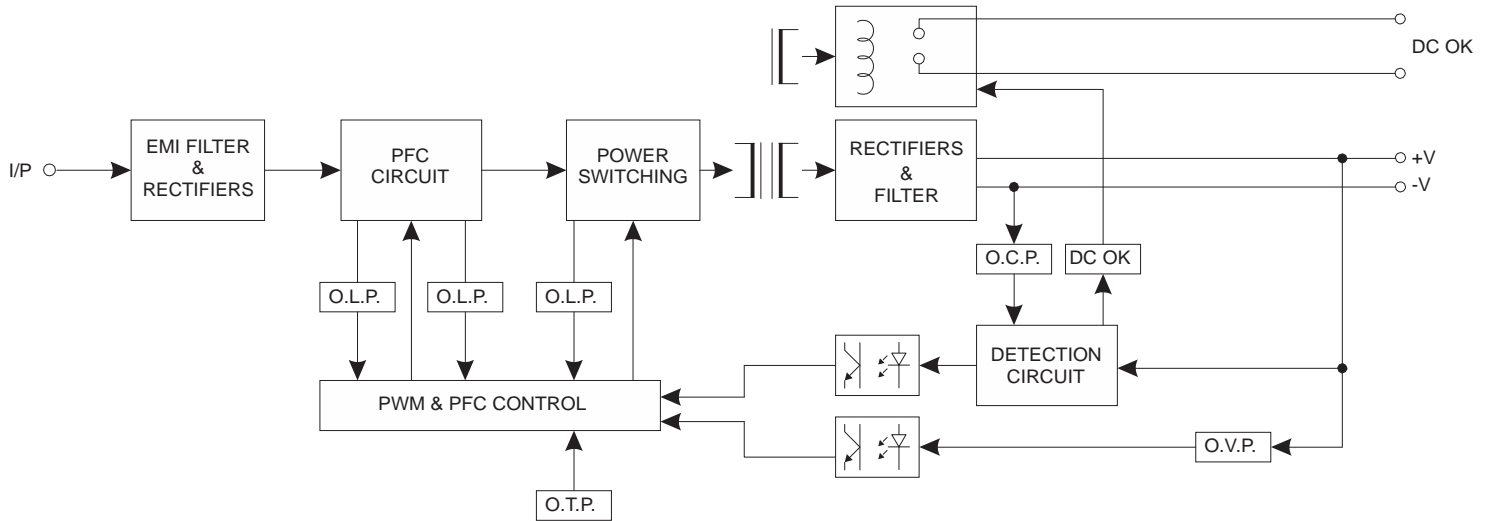 DC OK
I/P
EMI FILTER
&
RECTIFIERS
PFC
CIRCUIT
POWER
SWITCHING
RECTIFIERS
&
FILTER
+V
-V
O.C.P.
DC OK
O.L.P.
O.L.P.
O.L.P.
DETECTION
CIRCUIT
PWM & PFC CONTROL
O.V.P.
O.T.P.